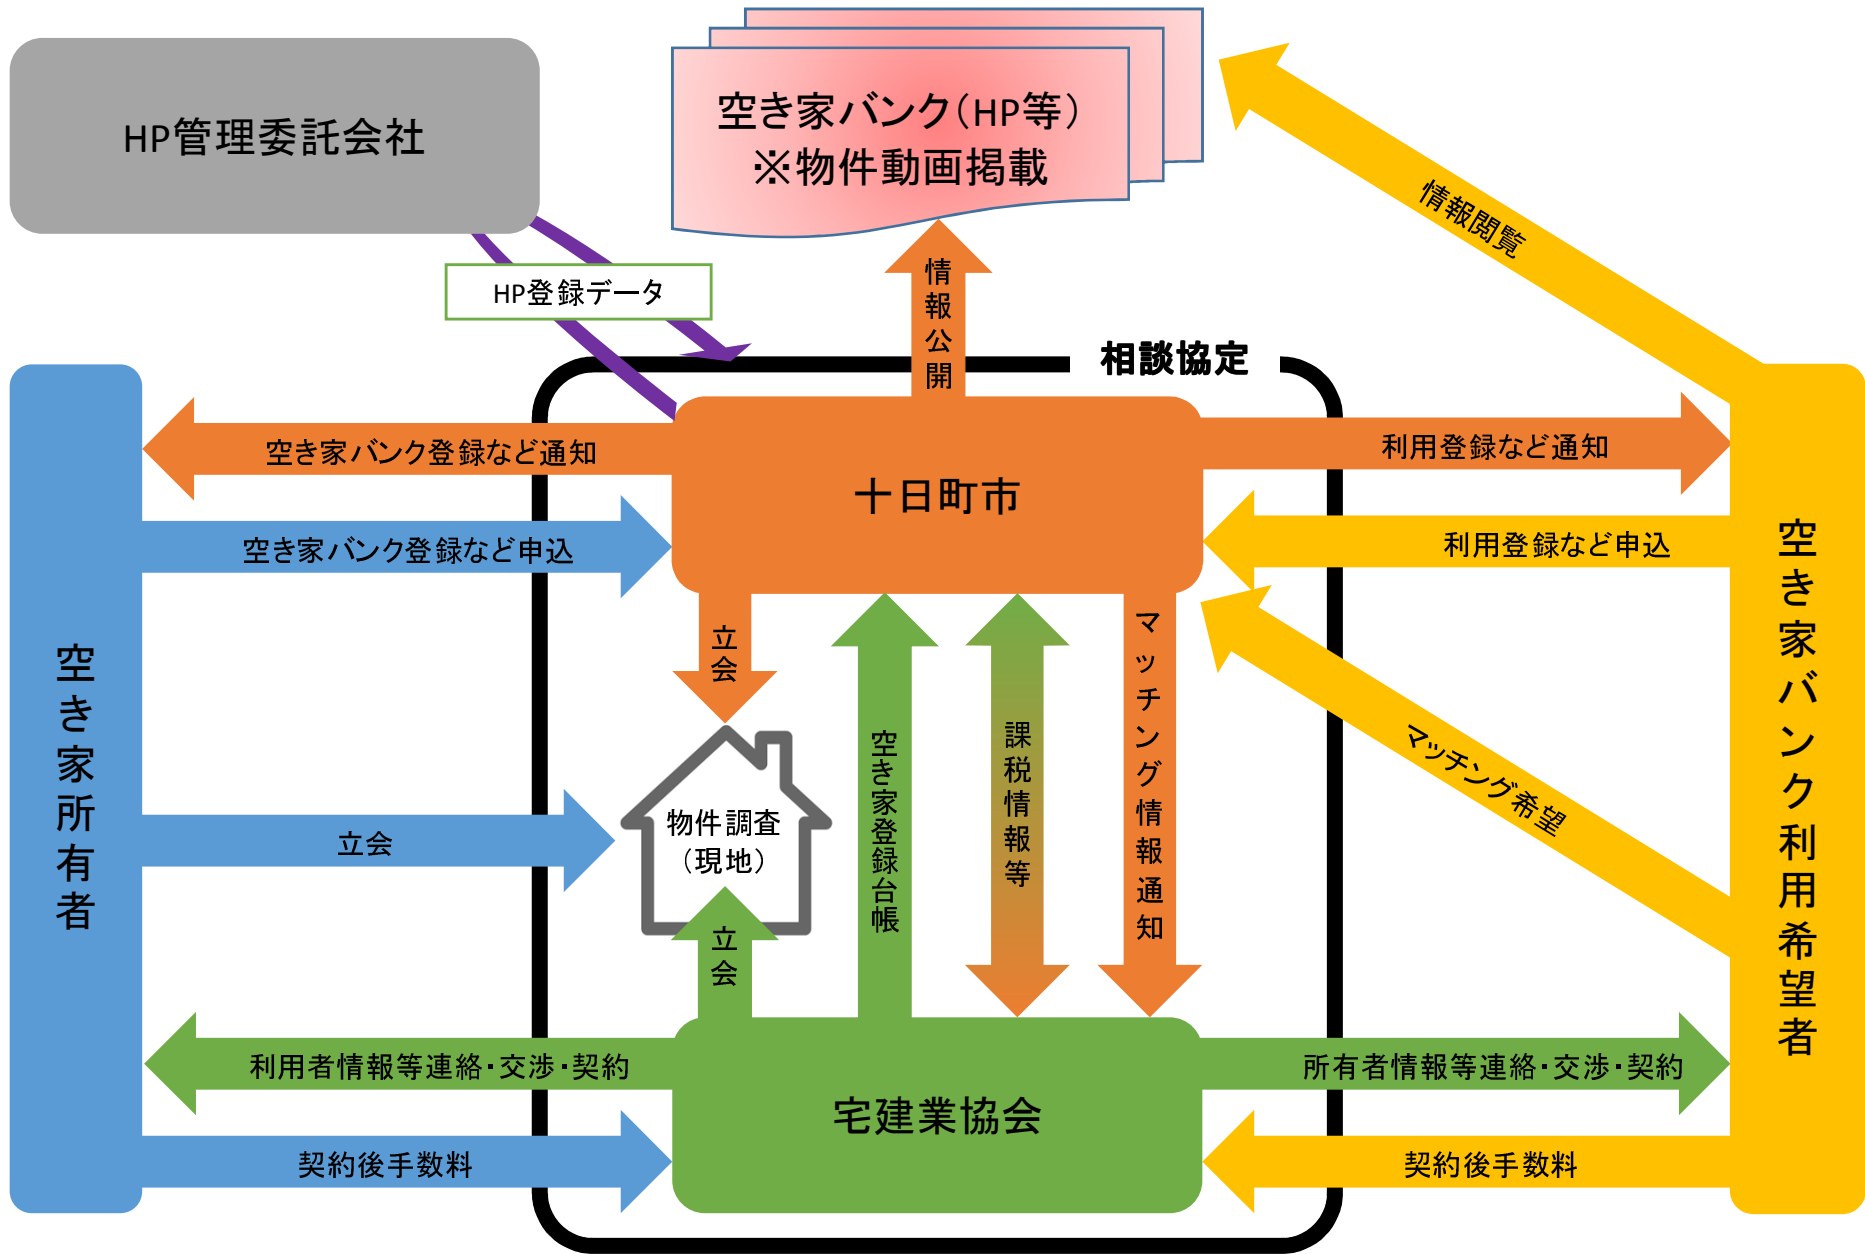 HP管理委託会社
空き家バンク（HP等）
※物件動画掲載
情報閲覧
HP登録データ
情報公開
相談協定
空き家バンク登録など通知
利用登録など通知
十日町市
空き家バンク登録など申込
利用登録など申込
空き家所有者
空き家バンク利用希望者
立会
マッチング情報通知
空き家登録台帳
課税情報等
マッチング希望
立会
物件調査
（現地）
立会
利用者情報等連絡・交渉・契約
所有者情報等連絡・交渉・契約
宅建業協会
契約後手数料
契約後手数料